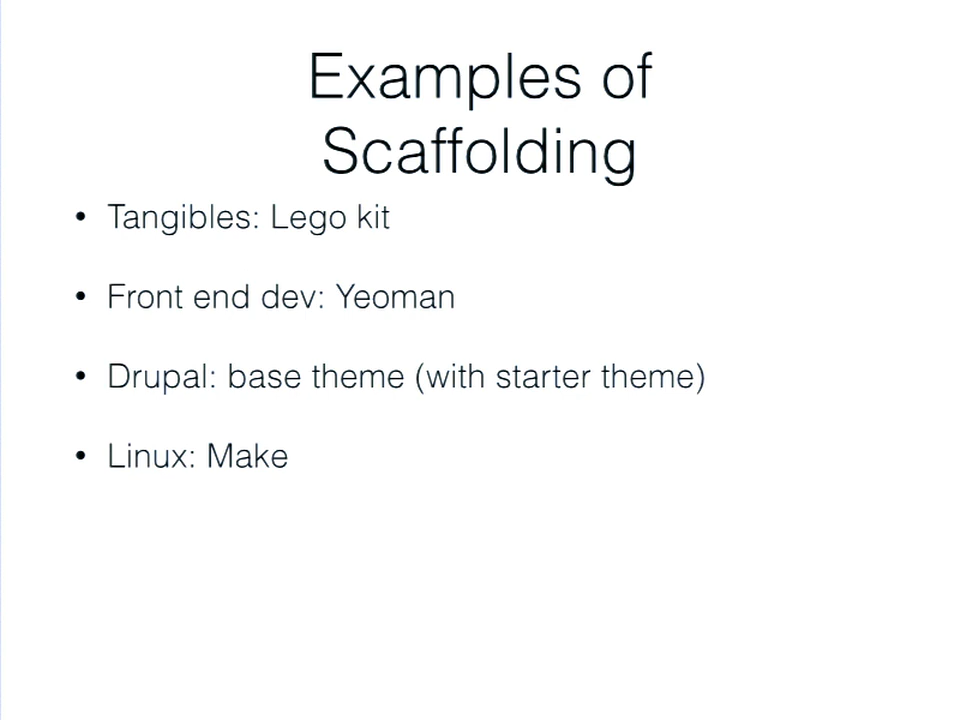 Examples of
Scaffolding
• Tangibles: Lego kit
• Front end dev: Yeoman
• Drupal: base theme (with starter theme)
• Linux: Make